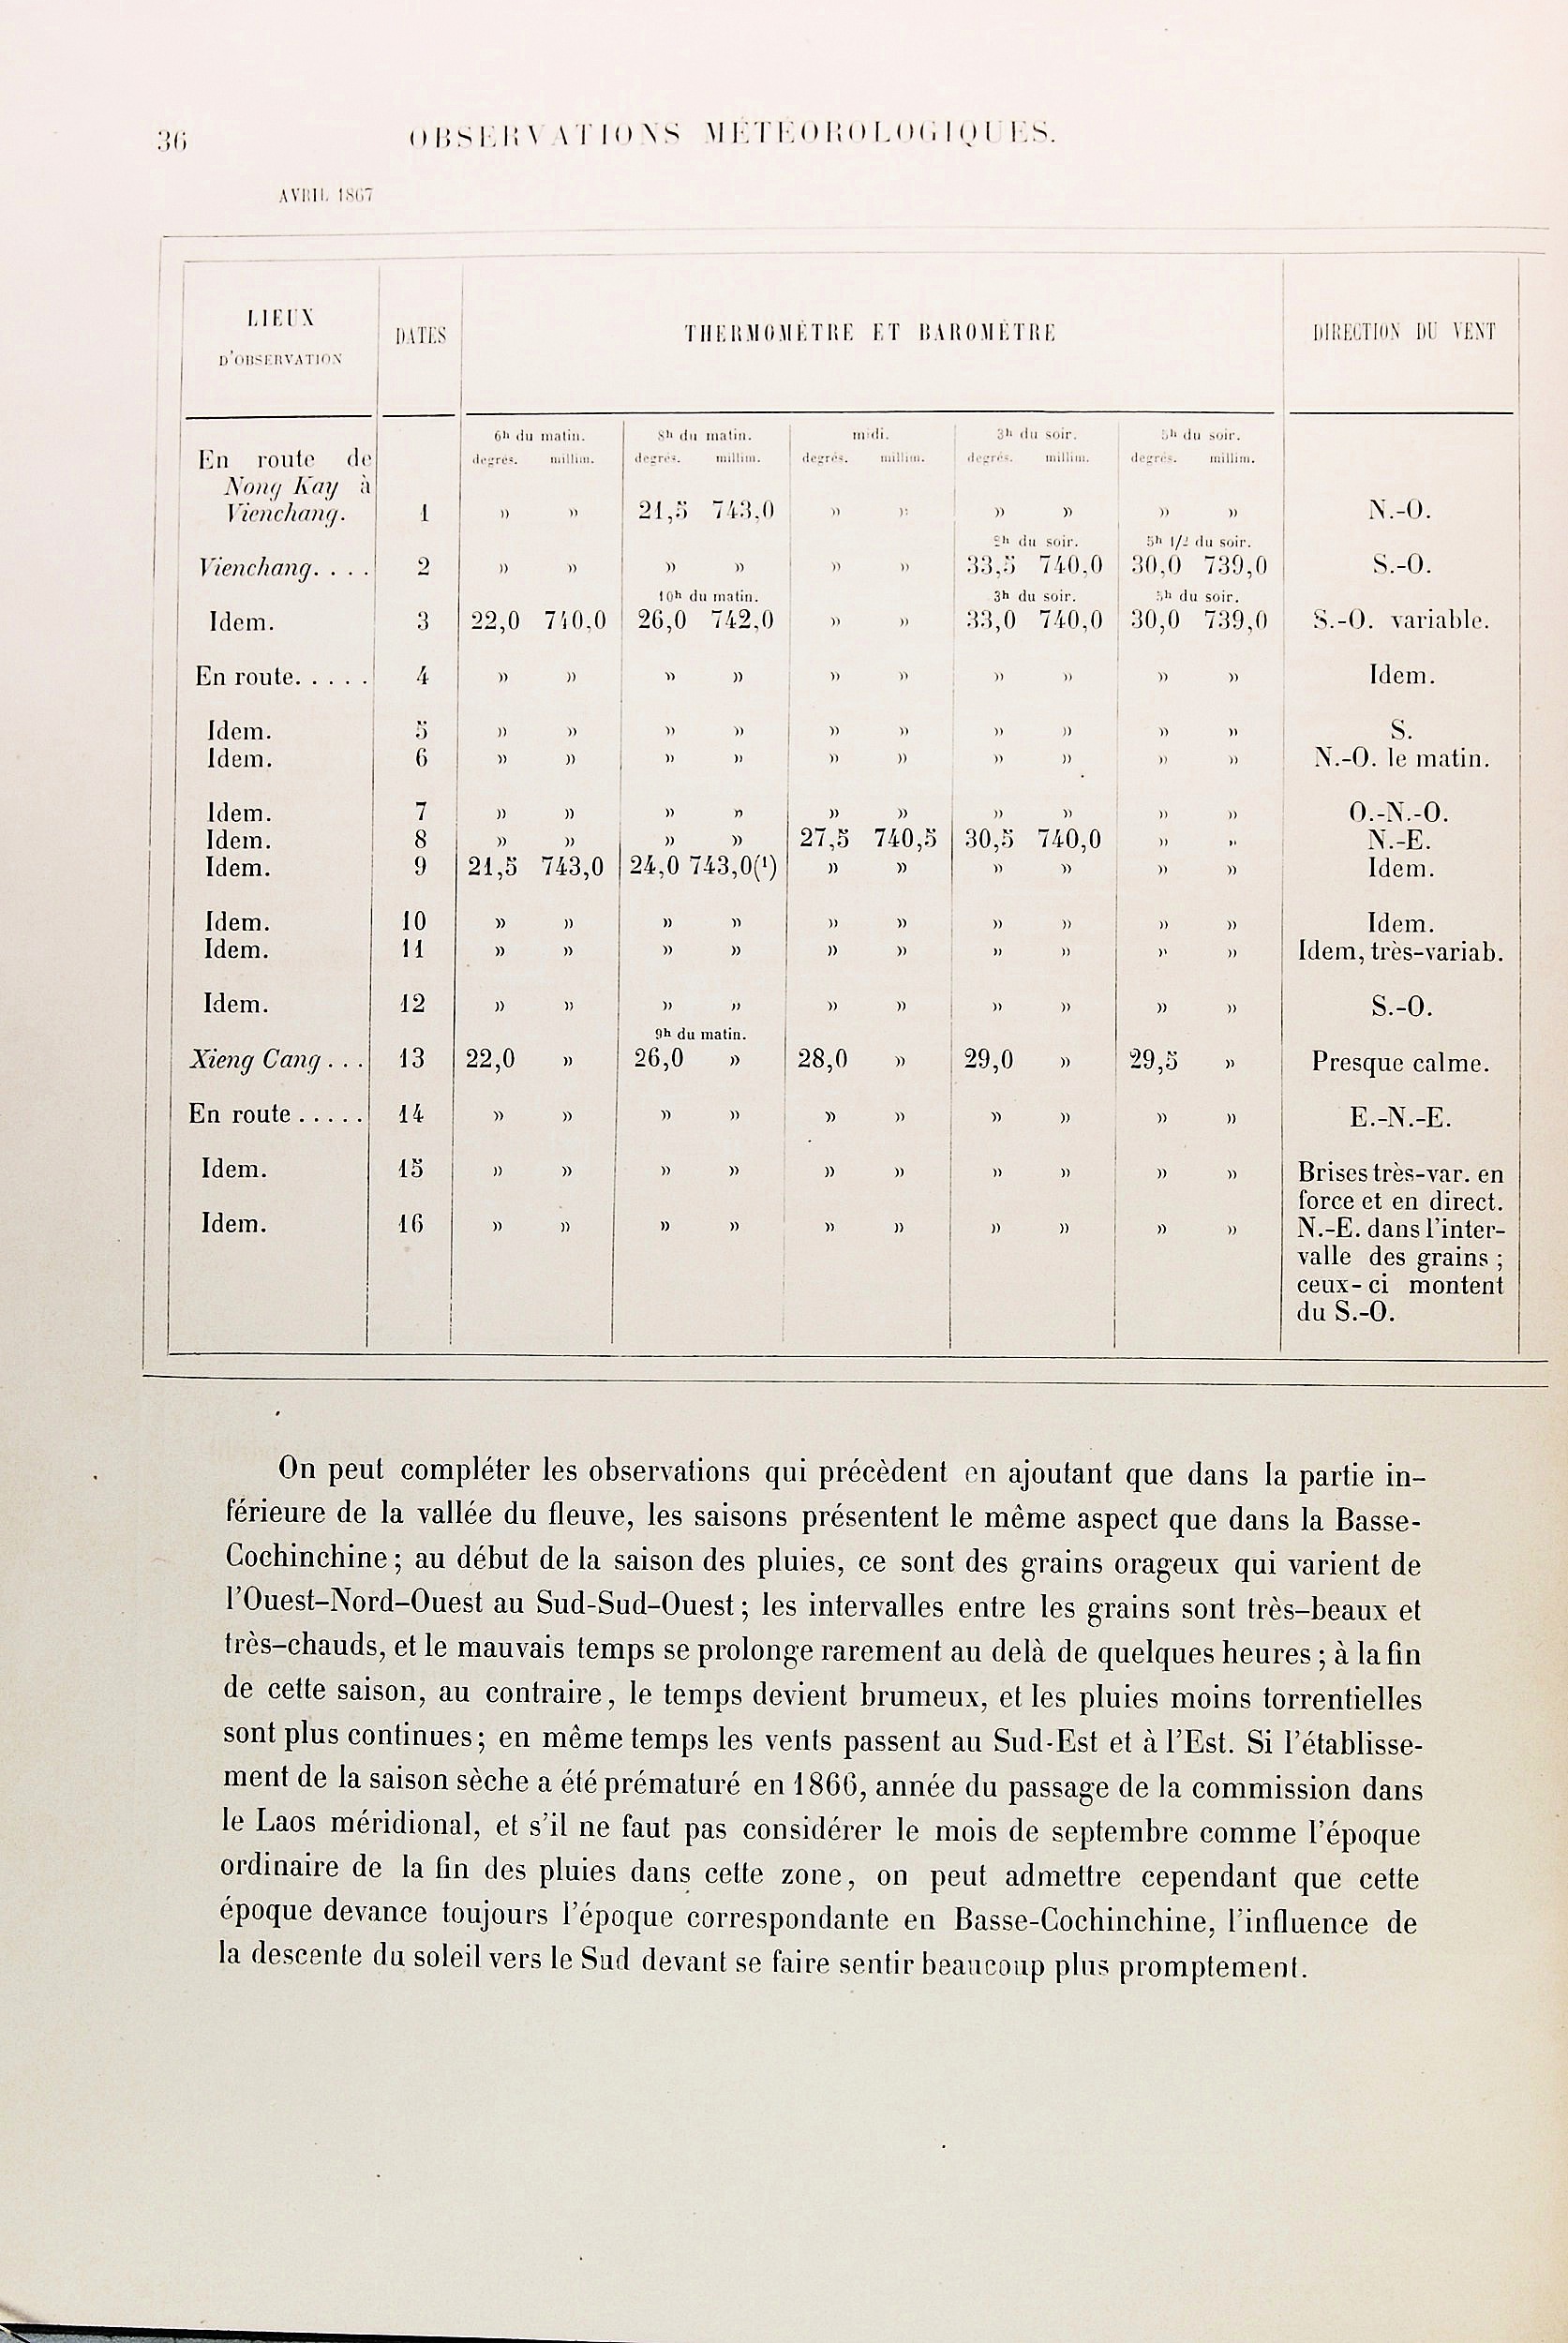 36 OBSERVATIONS MÉTÉOROLOGIQUES.
AVRIL 1867
LIEUX D'OBSERVATION DATES THERMOMÈTRE ET BAROMÈTRE DIRECTION DU VENT
6h du matin. 8h du matin. midi. 3h du soir. 5h du soir.
degrés. millim. degrés. millim. degrés. millim. degrés. millim. degrés. millim.
En route de
Nong Kay à
Vienchang. 1 » » 21,5 743,0 » » » » » » N.-O.
2h du soir. 5h 1/2 du soir.
Vienchang. . . . 2 » » » » » » 33,5 740,0 30,0 739,0 S.-O.
10h du matin. 3h du soir. 5h du soir.
Idem. 3 22,0 740,0 26,0 742,0 » » 33,0 740,0 30,0 739,0 S.-O. variable.
En route. . . . . 4 » » » » » » » » » » Idem.
Idem. 5 » » » » » » » » » » S.
Idem. 6 » » » » » » » » » » N.-O. le matin.
Idem. 7 » » » » » » » » » » O.-N.-O.
Idem. 8 » » » » 27,5 740,5 30,5 740,0 » » N.-E.
Idem. 9 21,5 743,0 24,0 743,0(¹) » » » » » » Idem.
Idem. 10 » » » » » » » » » » Idem.
Idem. 11 » » » » » » » » » » Idem, très-variab.
Idem. 12 » » » » » » » » » » S.-O.
9h du matin.
Xieng Cang . . . 13 22,0 » 26,0 » 28,0 » 29,0 » 29,5 » Presque calme.
En route . . . . . 14 » » » » » » » » » » E.-N.-E.
Idem. 15 » » » » » » » » » » Brises très-var. en
force et en direct.
Idem. 16 » » » » » » » » » » N.-E. dans l'inter-
valle des grains ;
ceux-ci montent
du S.-O.
On peut compléter les observations qui précèdent en ajoutant que dans la partie in-
férieure de la vallée du fleuve, les saisons présentent le même aspect que dans la Basse-
Cochinchine ; au début de la saison des pluies, ce sont des grains orageux qui varient de
l'Ouest-Nord-Ouest au Sud-Sud-Ouest ; les intervalles entre les grains sont très-beaux et
très-chauds, et le mauvais temps se prolonge rarement au delà de quelques heures ; à la fin
de cette saison, au contraire, le temps devient brumeux, et les pluies moins torrentielles
sont plus continues ; en même temps les vents passent au Sud-Est et à l'Est. Si l'établisse-
ment de la saison sèche a été prématuré en 1866, année du passage de la commission dans
le Laos méridional, et s'il ne faut pas considérer le mois de septembre comme l'époque
ordinaire de la fin des pluies dans cette zone, on peut admettre cependant que cette
époque devance toujours l'époque correspondante en Basse-Cochinchine, l'influence de
la descente du soleil vers le Sud devant se faire sentir beaucoup plus promptement.